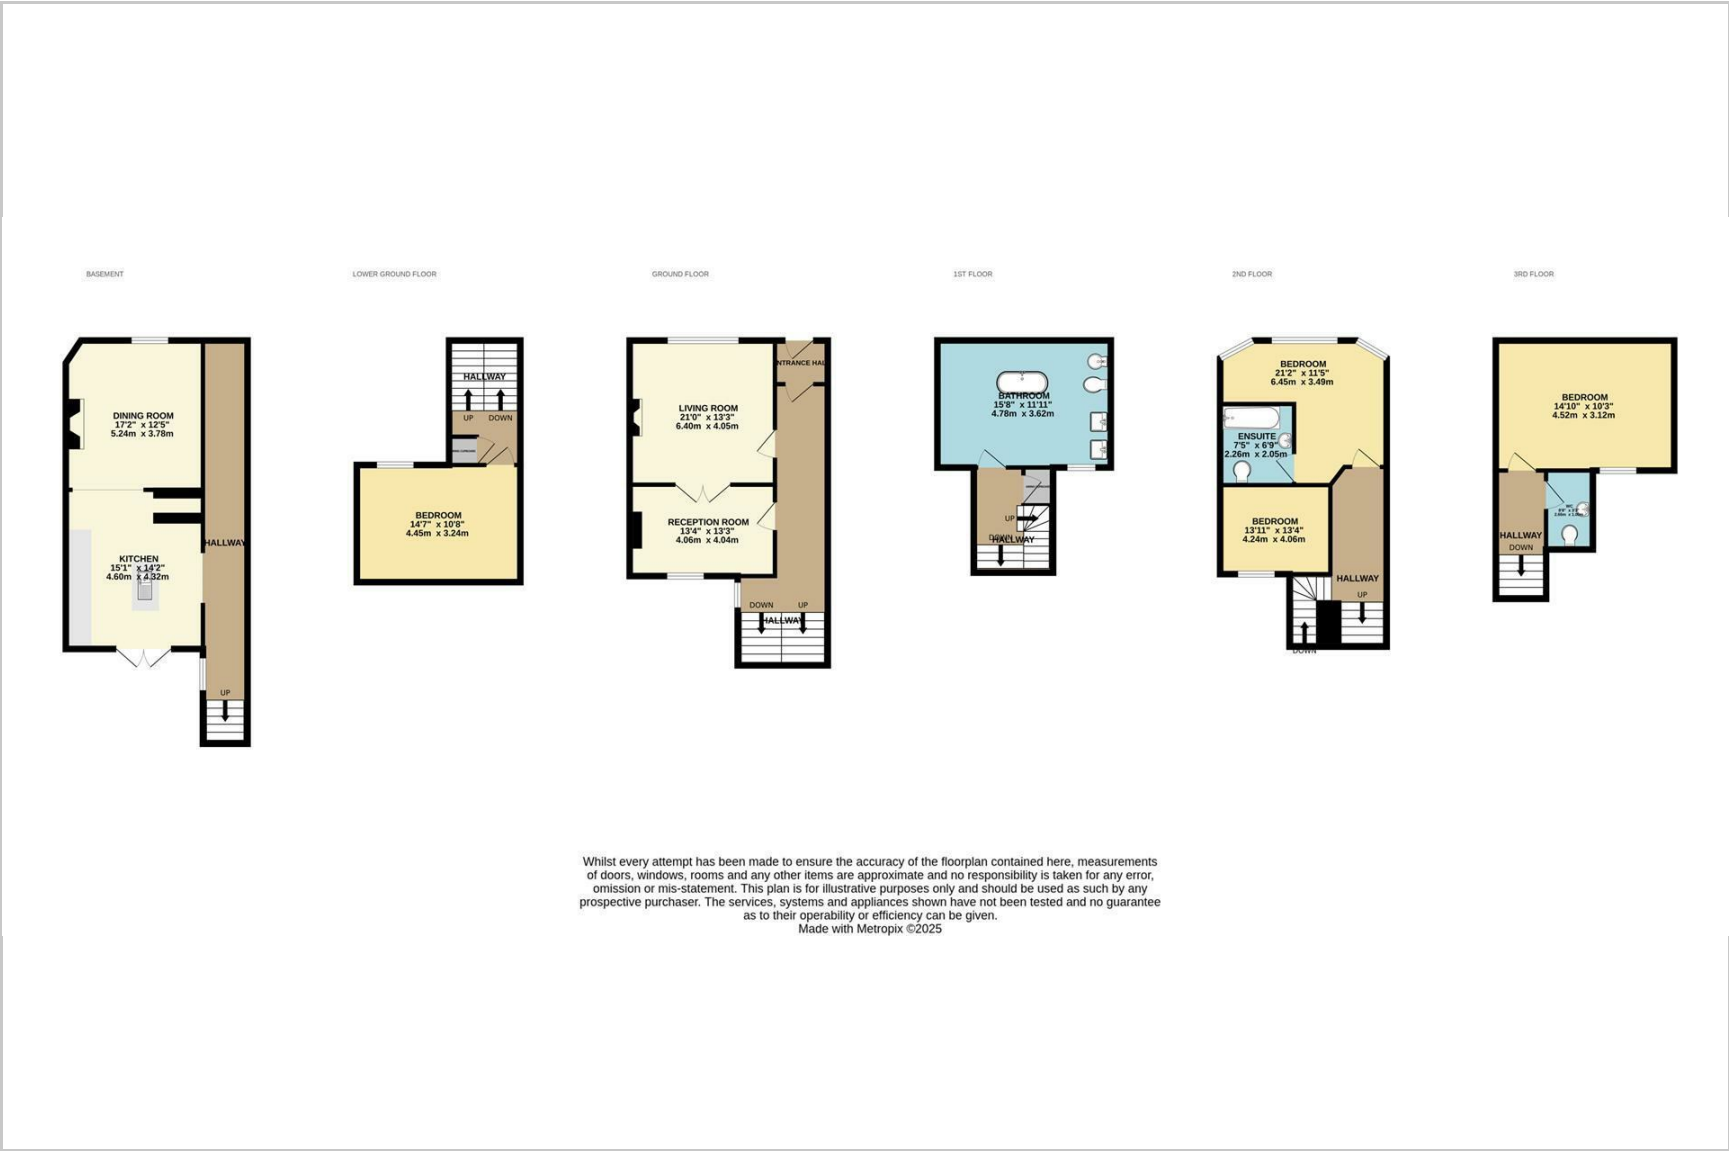 BASEMENT
LOWER GROUND FLOOR
GROUND FLOOR
1ST FLOOR
2ND FLOOR
3RD FLOOR
DINING ROOM
17'2" x 12'5"
5.24m x 3.78m
HALLWAY
KITCHEN
15'1" x 14'2"
4.60m x 4.32m
UP
HALLWAY
UP
DOWN
BEDROOM
14'7" x 10'8"
4.45m x 3.24m
NTRANCE HAL
LIVING ROOM
21'0" x 13'3"
6.40m x 4.05m
RECEPTION ROOM
13'4" x 13'3"
4.06m x 4.04m
DOWN
UP
HALLWAY
BATHROOM
15'8" x 11'11"
4.78m x 3.62m
UP
DOWN
HALLWAY
BEDROOM
21'2" x 11'5"
6.45m x 3.49m
ENSUITE
7'5" x 6'9"
2.26m x 2.05m
BEDROOM
13'11" x 13'4"
4.24m x 4.06m
HALLWAY
UP
DOWN
BEDROOM
14'10" x 10'3"
4.52m x 3.12m
WC
HALLWAY
DOWN
Whilst every attempt has been made to ensure the accuracy of the floorplan contained here, measurements
of doors, windows, rooms and any other items are approximate and no responsibility is taken for any error,
omission or mis-statement. This plan is for illustrative purposes only and should be used as such by any
prospective purchaser. The services, systems and appliances shown have not been tested and no guarantee
as to their operability or efficiency can be given.
Made with Metropix ©2025